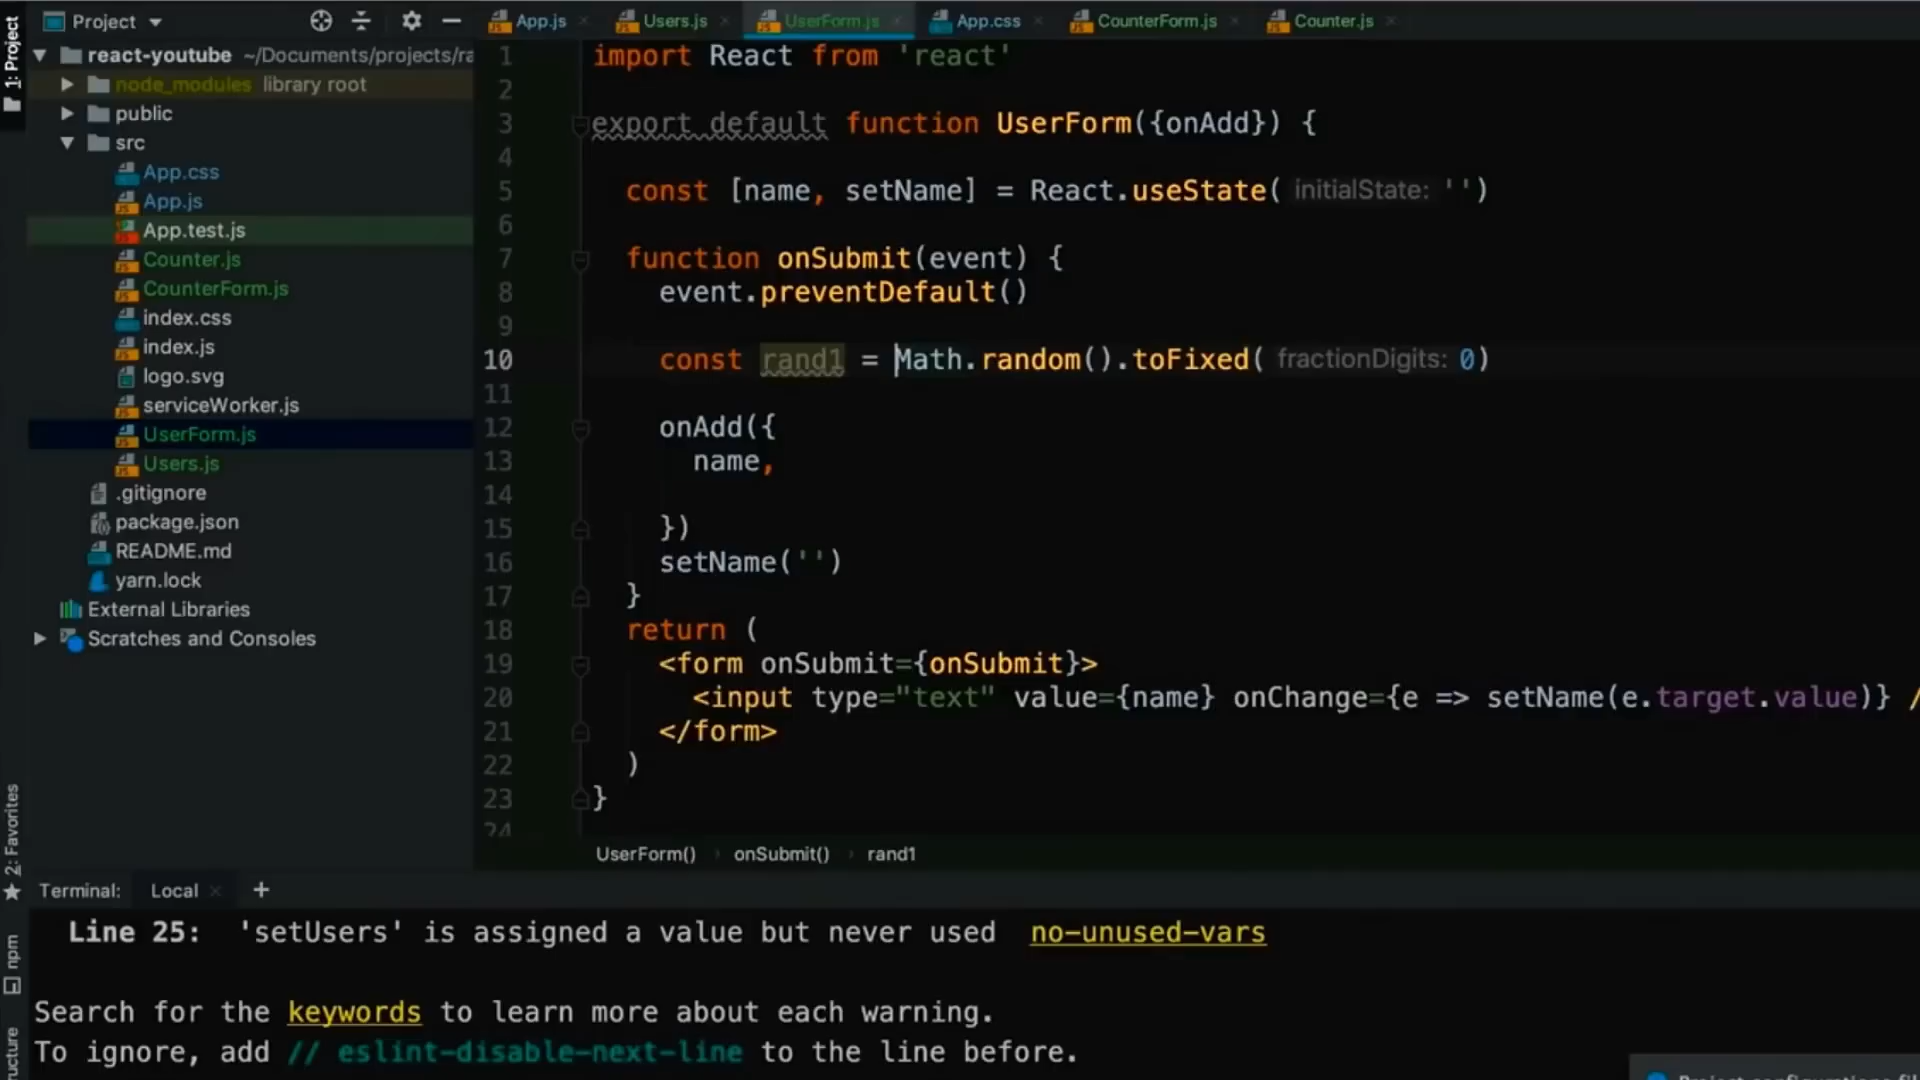 Project
App.js
Users.js
UserForm.js
App.css
CounterForm.js
Counter.js
1: Project
react-youtube ~/Documents/projects/ra
node_modules library root
public
src
App.css
App.js
App.test.js
Counter.js
CounterForm.js
index.css
index.js
logo.svg
serviceWorker.js
UserForm.js
Users.js
.gitignore
package.json
README.md
yarn.lock
External Libraries
Scratches and Consoles
1 import React from 'react'
2
3 export default function UserForm({onAdd}) {
4
5 const [name, setName] = React.useState( initialState: '')
6
7 function onSubmit(event) {
8 event.preventDefault()
9
10 const rand1 = Math.random().toFixed( fractionDigits: 0)
11
12 onAdd({
13 name,
14
15 })
16 setName('')
17 }
18 return (
19 <form onSubmit={onSubmit}>
20 <input type="text" value={name} onChange={e => setName(e.target.value)} /
21 </form>
22 )
23 }
24
UserForm() onSubmit() rand1
2: Favorites
npm
ructure
Terminal: Local +
Line 25: 'setUsers' is assigned a value but never used no-unused-vars
Search for the keywords to learn more about each warning.
To ignore, add // eslint-disable-next-line to the line before.